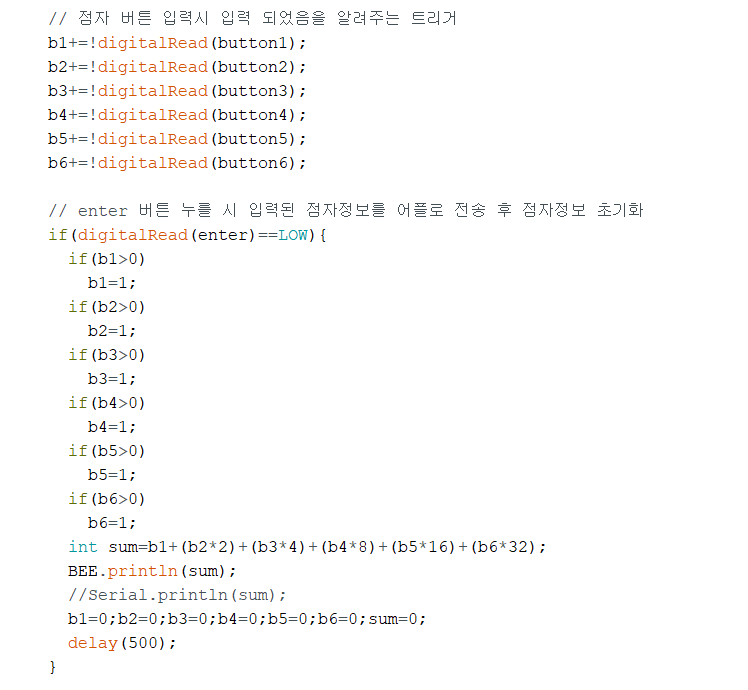 // 점자 버튼 입력시 입력 되었음을 알려주는 트리거
b1+=!digitalRead(button1);
b2+=!digitalRead(button2);
b3+=!digitalRead(button3);
b4+=!digitalRead(button4);
b5+=!digitalRead(button5);
b6+=!digitalRead(button6);
// enter 버튼 누를 시 입력된 점자정보를 어플로 전송 후 점자정보 초기화
if(digitalRead(enter)==LOW){
if(b1>0)
b1=1;
if(b2>0)
b2=1;
if(b3>0)
b3=1;
if(b4>0)
b4=1;
if(b5>0)
b5=1;
if(b6>0)
b6=1;
int sum=b1+(b2*2)+(b3*4)+(b4*8)+(b5*16)+(b6*32);
BEE.println(sum);
//Serial.println(sum);
b1=0;b2=0;b3=0;b4=0;b5=0;b6=0;sum=0;
delay(500);
}